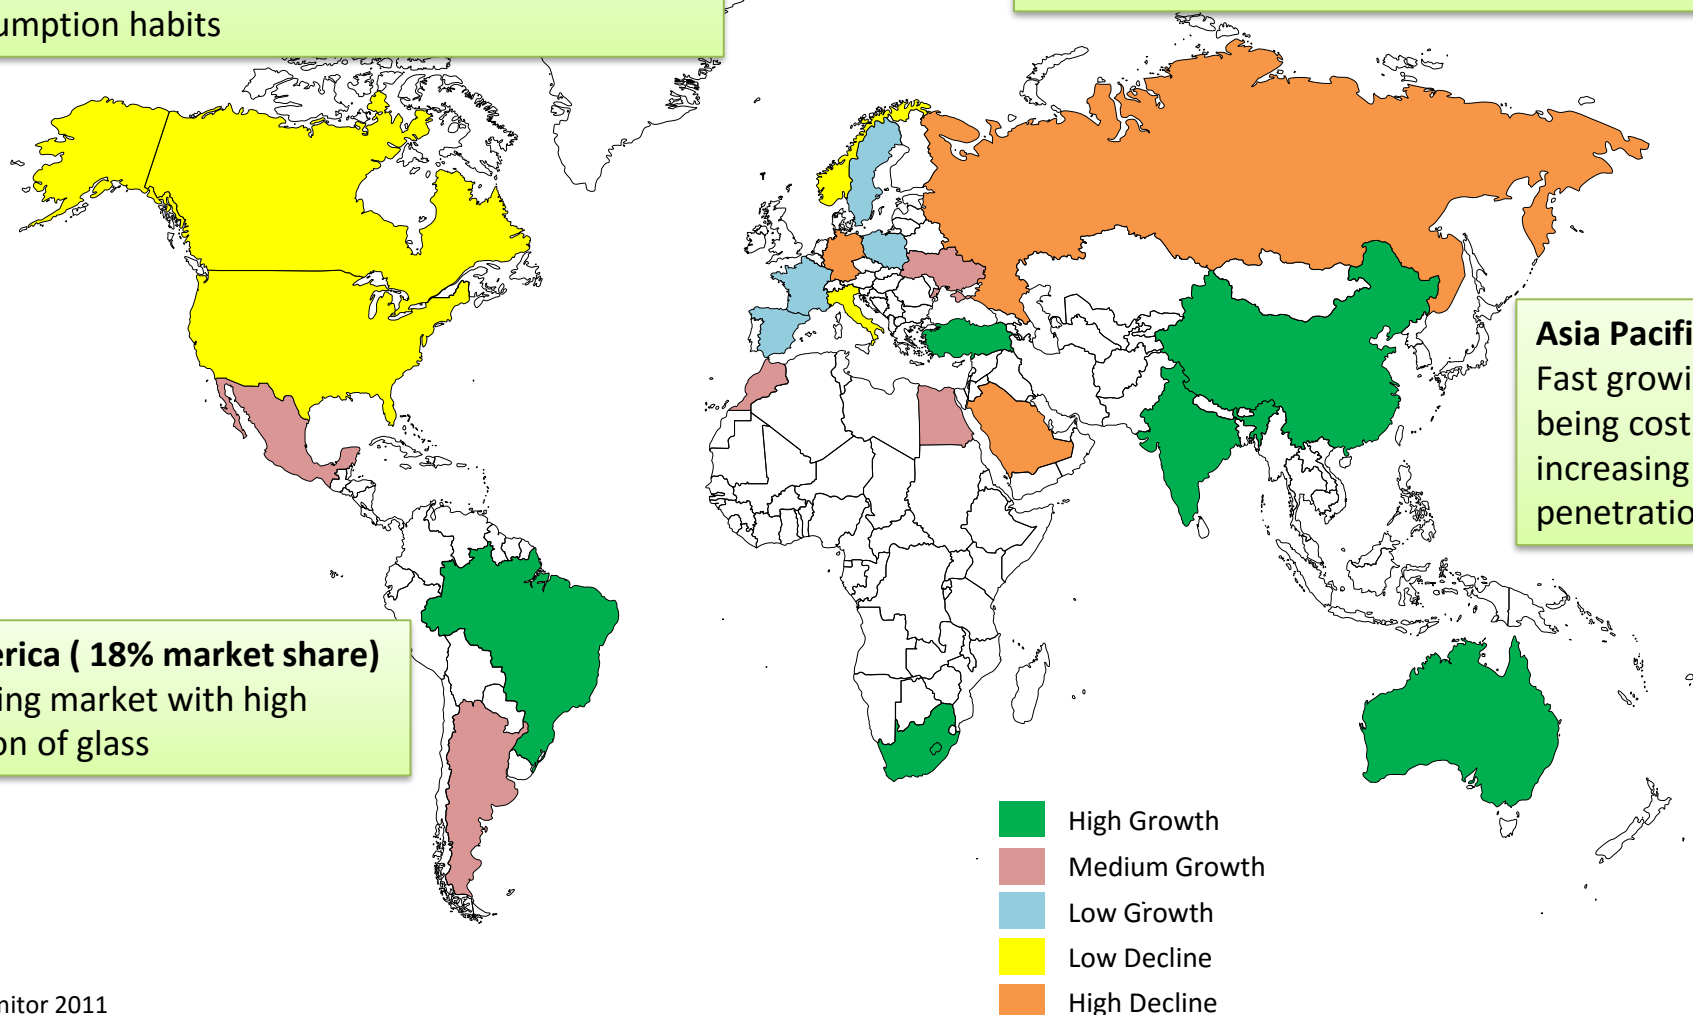 umption habits
Asia Pacifi
Fast growi
being cost
increasing
penetratio
erica ( 18% market share)
ing market with high
on of glass
High Growth
Medium Growth
Low Growth
Low Decline
High Decline
nitor 2011